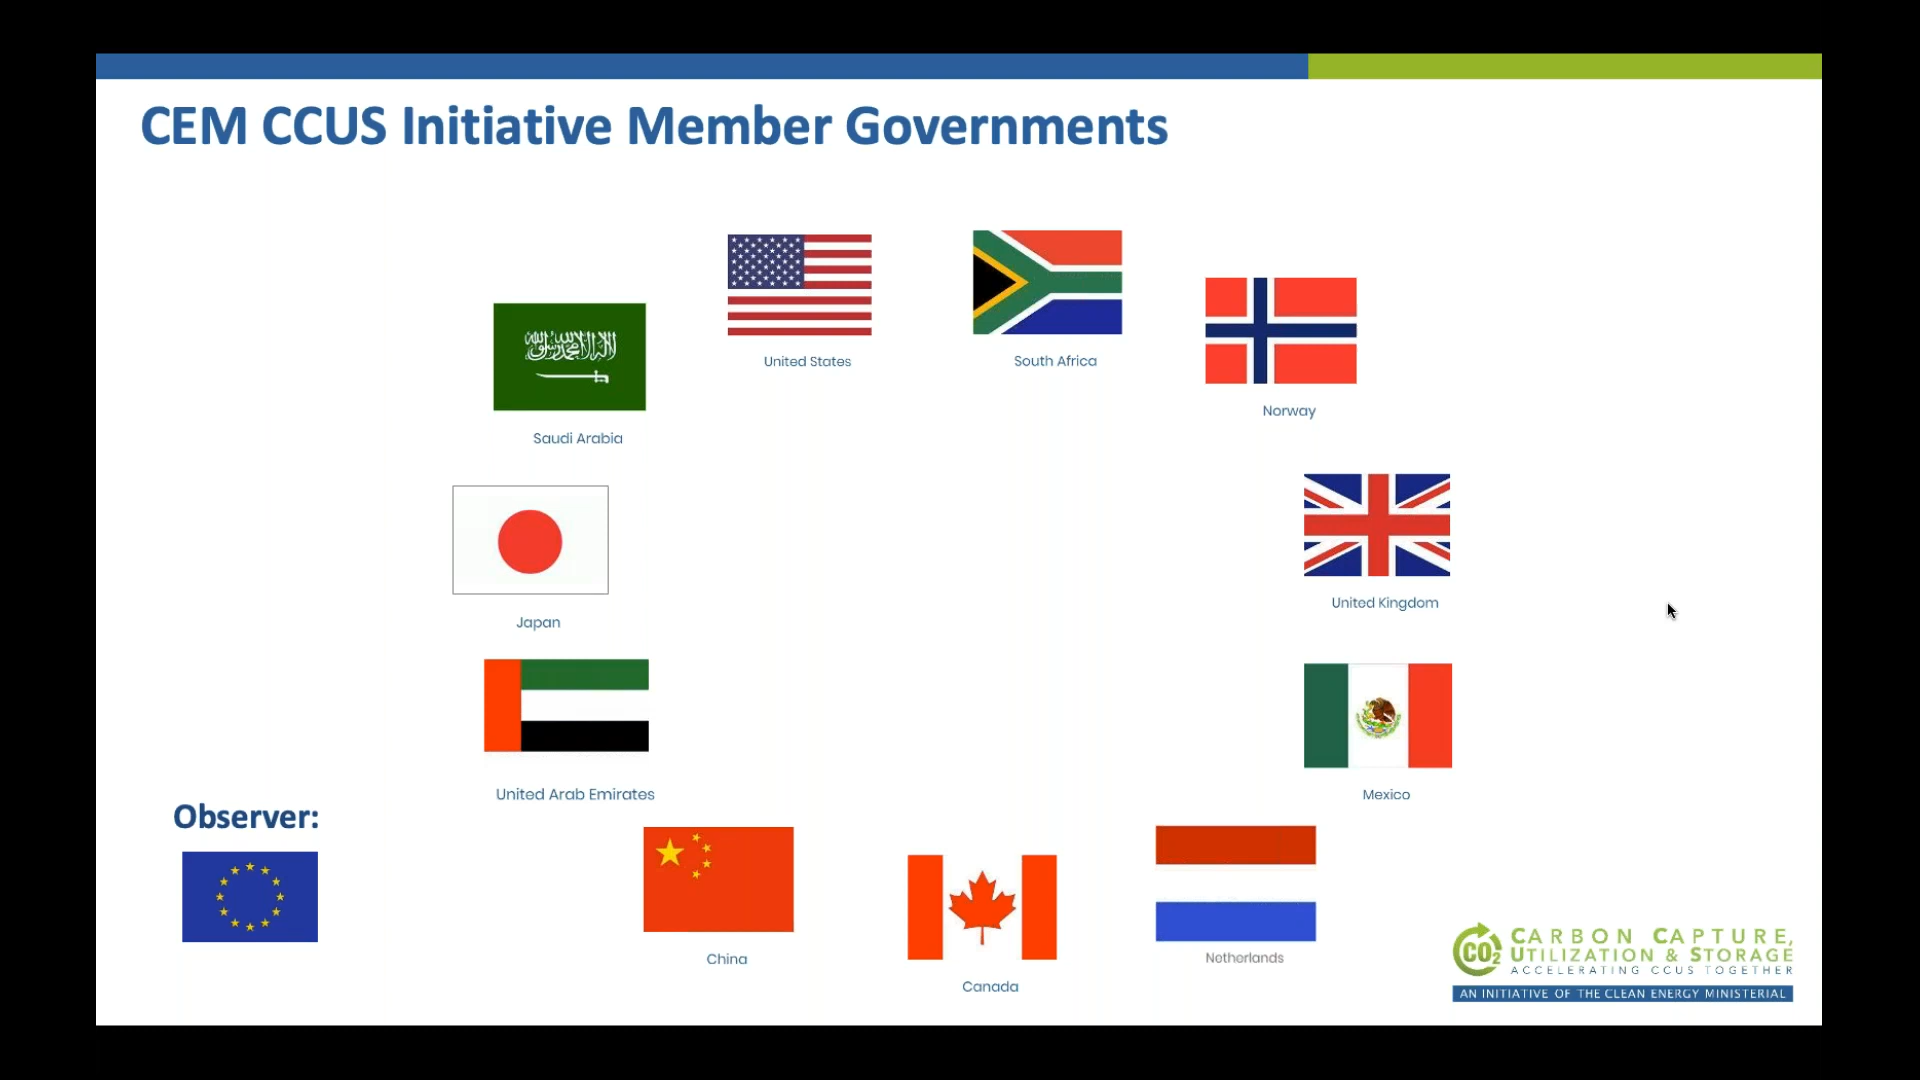 CEM CCUS Initiative Member Governments
United States
South Africa
Norway
Saudi Arabia
United Kingdom
Japan
United Arab Emirates
Mexico
Observer:
China
Canada
Netherlands
CO2
CARBON CAPTURE,
UTILIZATION & STORAGE
ACCELERATING CCUS TOGETHER
AN INITIATIVE OF THE CLEAN ENERGY MINISTERIAL